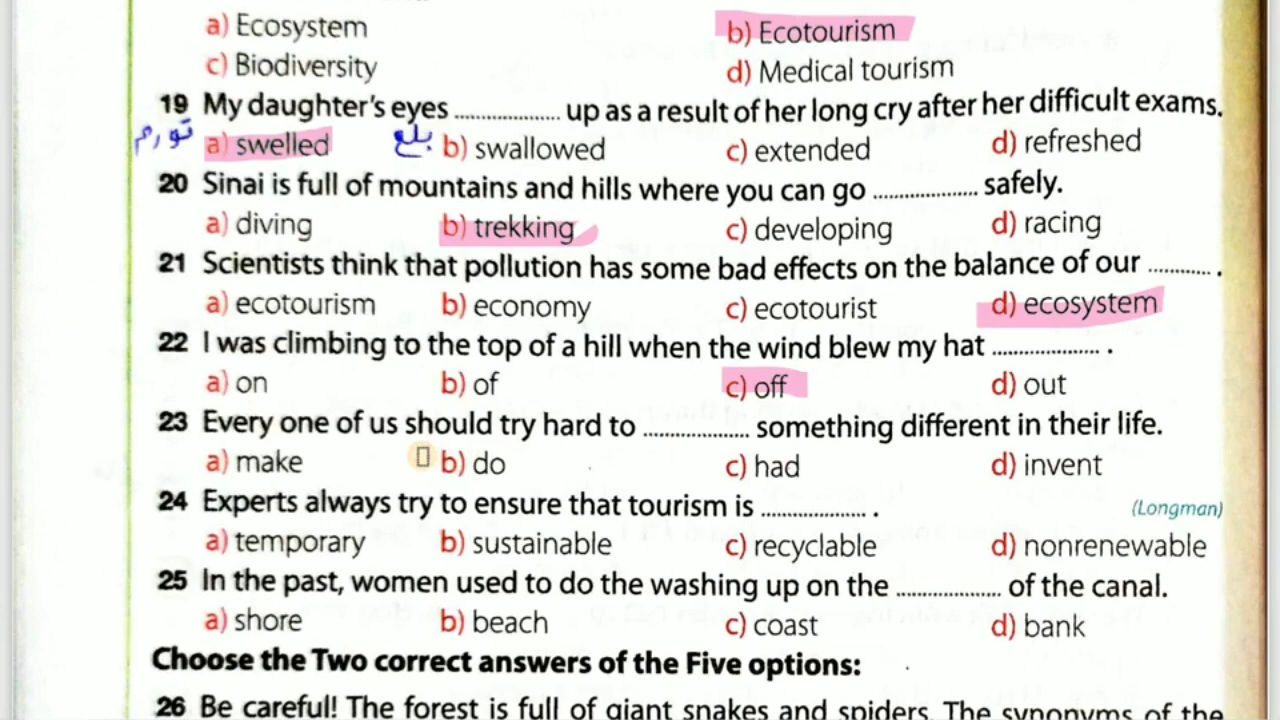 a) Ecosystem b) Ecotourism
c) Biodiversity d) Medical tourism
19 My daughter's eyes .................... up as a result of her long cry after her difficult exams.
تورم a) swelled بلع b) swallowed c) extended d) refreshed
20 Sinai is full of mountains and hills where you can go .................... safely.
a) diving b) trekking c) developing d) racing
21 Scientists think that pollution has some bad effects on the balance of our ............ .
a) ecotourism b) economy c) ecotourist d) ecosystem
22 I was climbing to the top of a hill when the wind blew my hat .................... .
a) on b) of c) off d) out
23 Every one of us should try hard to .................... something different in their life.
a) make b) do c) had d) invent
24 Experts always try to ensure that tourism is .................... . (Longman)
a) temporary b) sustainable c) recyclable d) nonrenewable
25 In the past, women used to do the washing up on the .................... of the canal.
a) shore b) beach c) coast d) bank
Choose the Two correct answers of the Five options:
26 Be careful! The forest is full of giant snakes and spiders. The synonyms of the